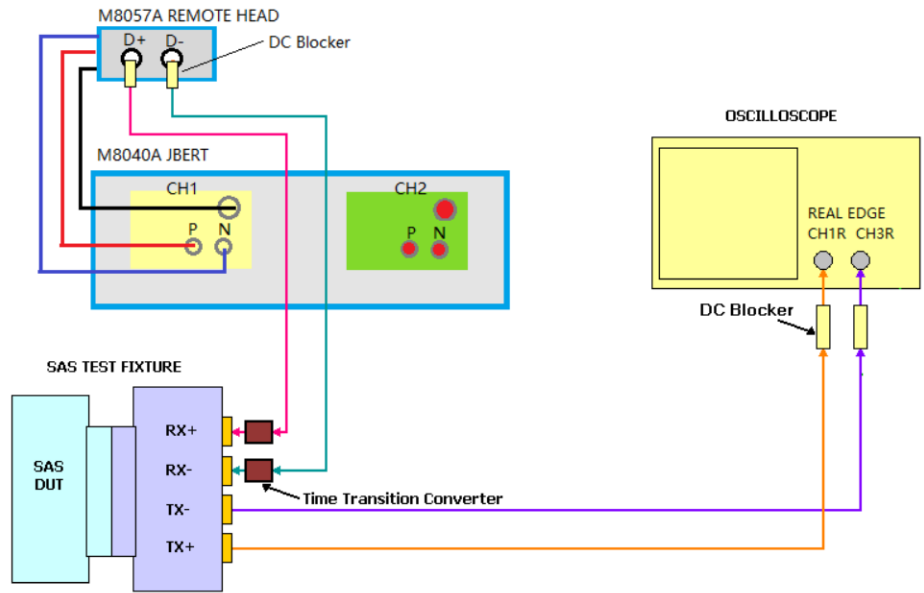 M8057A REMOTE HEAD
D+ D-
DC Blocker
OSCILLOSCOPE
M8040A JBERT
CH1
CH2
P N
P N
REAL EDGE
CH1R CH3R
DC Blocker
SAS TEST FIXTURE
RX+
SAS
DUT
RX-
Time Transition Converter
TX-
TX+